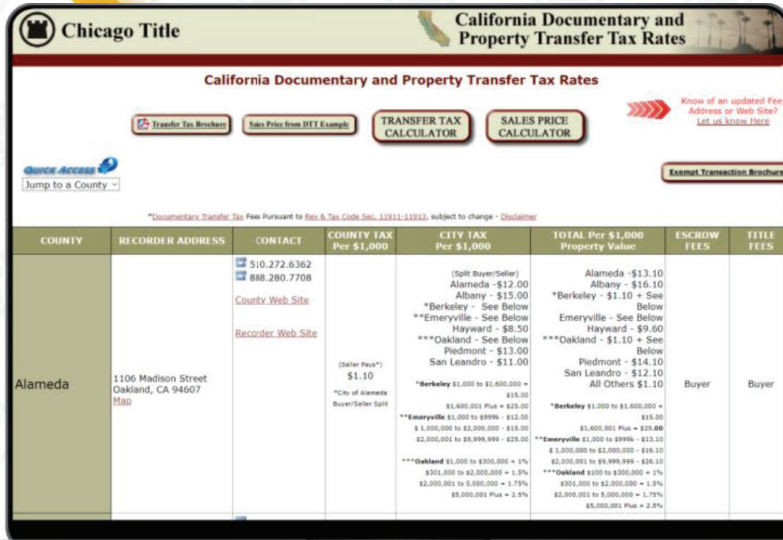 Chicago Title
California Documentary and
Property Transfer Tax Rates
California Documentary and Property Transfer Tax Rates
Transfer Tax Brochure
Sales Price from DTT Example
TRANSFER TAX
CALCULATOR
SALES PRICE
CALCULATOR
Know of an updated Fee
Address or Web Site?
Let us know Here
QUICK ACCESS
Jump to a County
Exempt Transaction Brochure
*Documentary Transfer Tax Fees Pursuant to Rev & Tax Code Sec. 11911-11913, subject to change - Disclaimer
COUNTY
RECORDER ADDRESS
CONTACT
COUNTY TAX
Per $1,000
CITY TAX
Per $1,000
TOTAL Per $1,000
Property Value
ESCROW
FEES
TITLE
FEES
Alameda
1106 Madison Street
Oakland, CA 94607
Map
510.272.6362
888.280.7708
County Web Site
Recorder Web Site
(Seller Pays*)
$1.10
*City of Alameda
Buyer/Seller Split
(Split Buyer/Seller)
Alameda -$12.00
Albany - $15.00
*Berkeley - See Below
**Emeryville - See Below
Hayward - $8.50
***Oakland - See Below
Piedmont - $13.00
San Leandro - $11.00
*Berkeley $1,000 to $1,600,000 =
$15.00
$1,600,001 Plus = $25.00
**Emeryville $1,000 to $999k - $12.00
$ 1,000,000 to $2,000,000 - $15.00
$2,000,001 to $9,999,999 - $25.00
***Oakland $1,000 to $300,000 = 1%
$301,000 to $2,000,000 = 1.5%
$2,000,001 to 5,000,000 = 1.75%
$5,000,001 Plus = 2.5%
Alameda -$13.10
Albany - $16.10
*Berkeley - $1.10 + See
Below
Emeryville - See Below
Hayward - $9.60
***Oakland - $1.10 + See
Below
Piedmont - $14.10
San Leandro - $12.10
All Others $1.10
*Berkeley $1,000 to $1,600,000 =
$15.00
$1,600,001 Plus = $25.00
**Emeryville $1,000 to $999k - $13.10
$ 1,000,000 to $2,000,000 - $16.10
$2,000,001 to $9,999,999 - $26.10
***Oakland $100 to $300,000 = 1%
$301,000 to $2,000,000 = 1.5%
$2,000,001 to 5,000,000 = 1.75%
$5,000,001 Plus = 2.5%
Buyer
Buyer